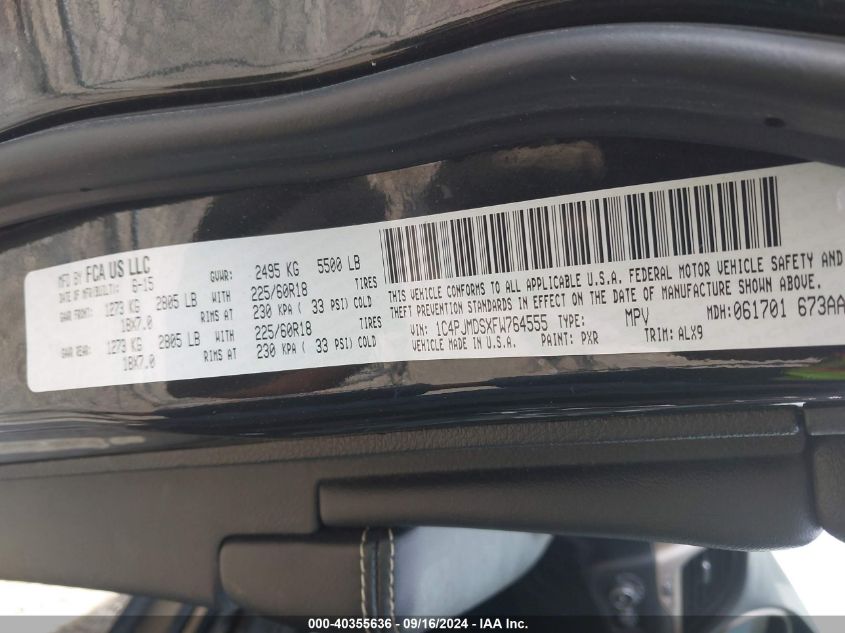 MFG BY FCA US LLC GVWR: 2495 KG 5500 LB
DATE OF MFR/BUILT: 6-15
GAWR FRONT: 1273 KG 2805 LB WITH 225/60R18 TIRES
18X7.0 RIMS AT 230 KPA ( 33 PSI) COLD
GAWR REAR: 1273 KG 2805 LB WITH 225/60R18 TIRES
18X7.0 RIMS AT 230 KPA ( 33 PSI) COLD
THIS VEHICLE CONFORMS TO ALL APPLICABLE U.S.A. FEDERAL MOTOR VEHICLE SAFETY AND
THEFT PREVENTION STANDARDS IN EFFECT ON THE DATE OF MANUFACTURE SHOWN ABOVE.
VIN: 1C4PJMDSXFW764555 TYPE: MPV MDH:061701 673AA
VEHICLE MADE IN U.S.A. PAINT: PXR TRIM: ALX9
000-40355636 - 09/16/2024 - IAA Inc.